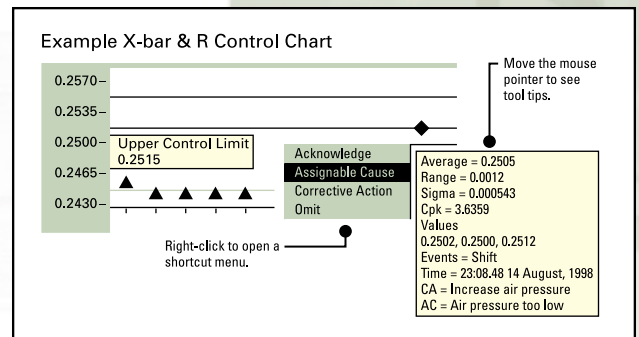 Example X-bar & R Control Chart
Move the mouse
pointer to see
tool tips.
0.2570
0.2535
0.2500
0.2465
0.2430
Upper Control Limit
0.2515
Acknowledge
Assignable Cause
Corrective Action
Omit
Right-click to open a
shortcut menu.
Average = 0.2505
Range = 0.0012
Sigma = 0.000543
Cpk = 3.6359
Values
0.2502, 0.2500, 0.2512
Events = Shift
Time = 23:08.48 14 August, 1998
CA = Increase air pressure
AC = Air pressure too low